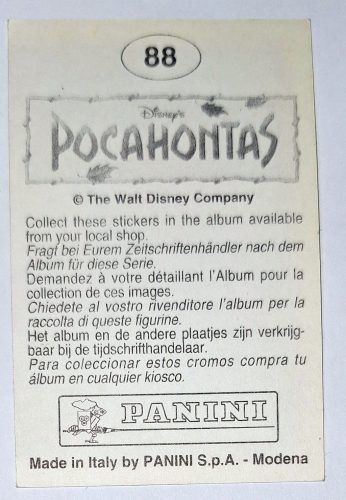 88
DISNEY'S
POCAHONTAS
© The Walt Disney Company
Collect these stickers in the album available
from your local shop.
Fragt bei Eurem Zeitschriftenhändler nach dem
Album für diese Serie.
Demandez à votre détaillant l'Album pour la
collection de ces images.
Chiedete al vostro rivenditore l'album per la
raccolta di queste figurine.
Het album en de andere plaatjes zijn verkrijg-
baar bij de tijdschrifthandelaar.
Para coleccionar estos cromos compra tu
álbum en cualquier kiosco.
PANINI
Made in Italy by PANINI S.p.A. - Modena